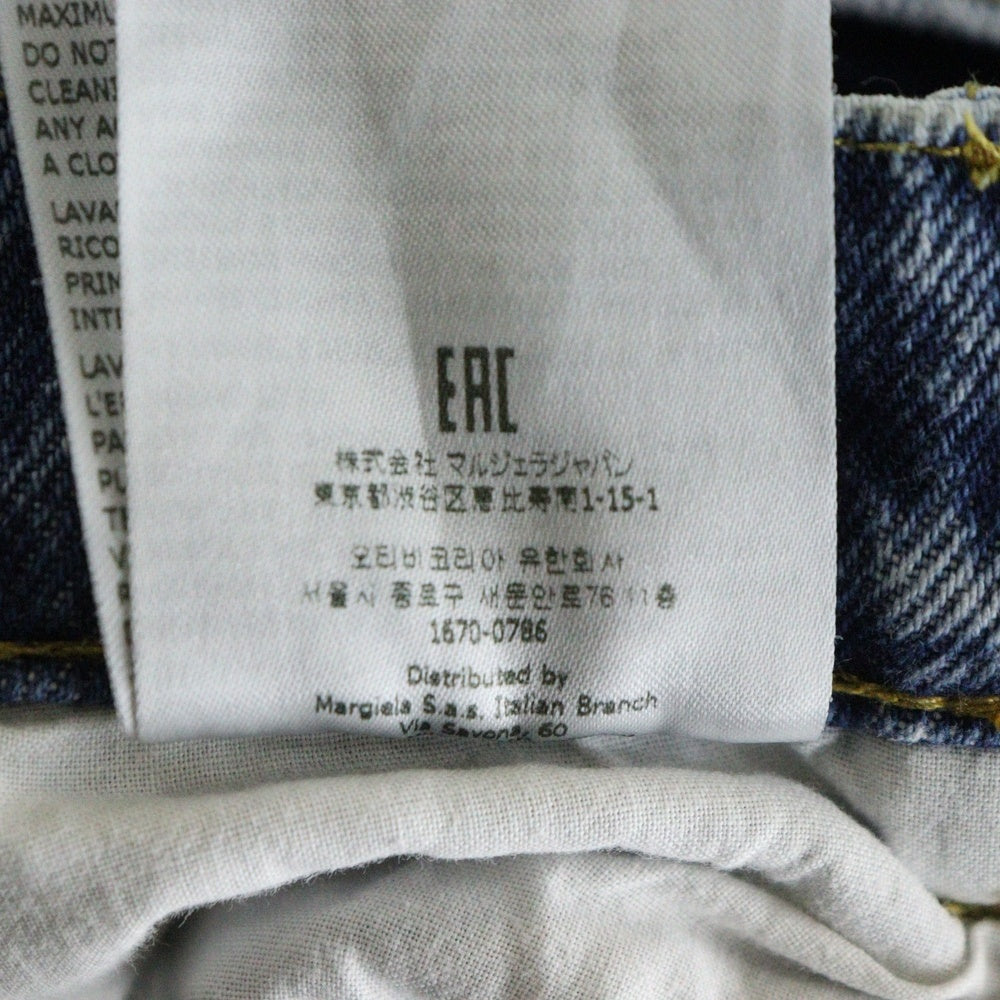 MAXIMU
DO NOT
CLEANI
ANY A
A CLO
LAVA
RICO
PRIM
INTE
LAV
L'ES
PA
PU
EAC
株式会社 マルジェラジャパン
東京都渋谷区恵比寿南1-15-1
오티비코리아 유한회사
서울시 종로구 새문안로76 11층
1670-0786
Distributed by
Margiela S.a.s. Italian Branch
Via Savona, 60